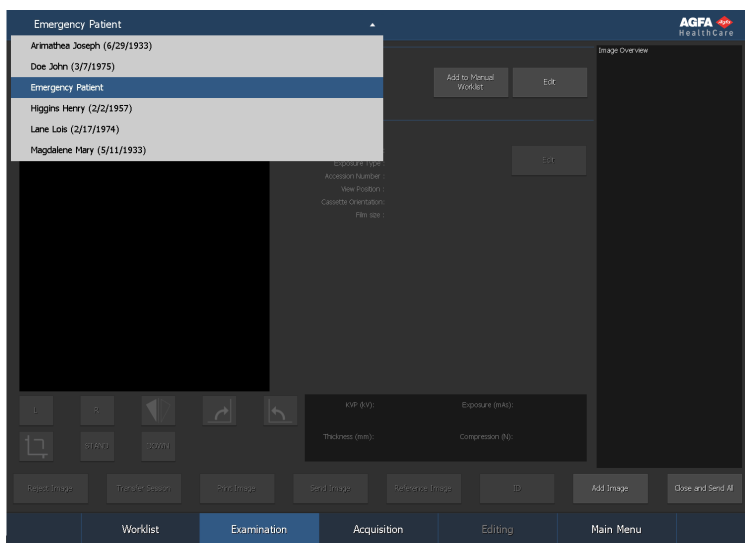 Emergency Patient
AGFA
HealthCare
Arimathea Joseph (6/29/1933)
Doe John (3/7/1975)
Emergency Patient
Higgins Henry (2/2/1957)
Lane Lois (2/17/1974)
Magdalene Mary (5/11/1933)
Image Overview
Add to Manual
Worklist
Edit
Exposure Type :
Accession Number :
View Position :
Cassette Orientation:
Film size :
Edit
L
R
STAND
DOWN
KVP (kV):
Exposure (mAs):
Thickness (mm):
Compression (N):
Reject Image
Transfer Session
Print Image
Send Image
Reference Image
ID
Add Image
Close and Send All
Worklist
Examination
Acquisition
Editing
Main Menu